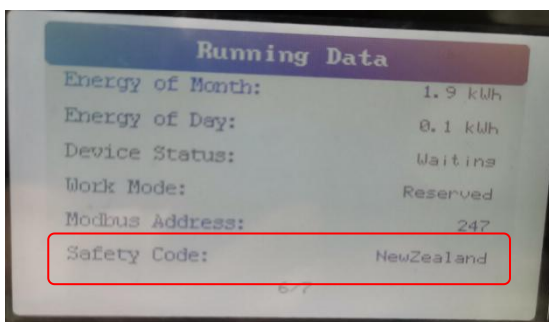 Running Data
Energy of Month: 1.9 kWh
Energy of Day: 0.1 kWh
Device Status: Waiting
Work Mode: Reserved
Modbus Address: 247
Safety Code: NewZealand
6/7